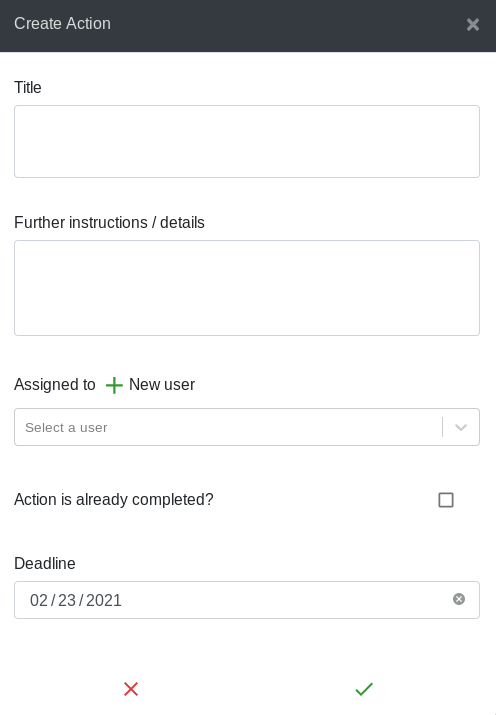 Create Action
Title
Further instructions / details
Assigned to New user
Select a user
Action is already completed?
Deadline
02 / 23 / 2021